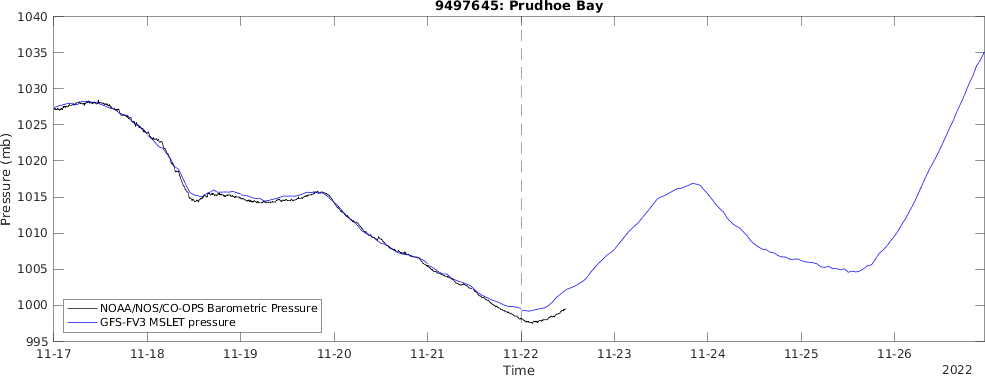 9497645: Prudhoe Bay
1040
1035
1030
1025
1020
1015
1010
1005
1000
995
Pressure (mb)
NOAA/NOS/CO-OPS Barometric Pressure
GFS-FV3 MSLET pressure
11-17 11-18 11-19 11-20 11-21 11-22 11-23 11-24 11-25 11-26
Time
2022